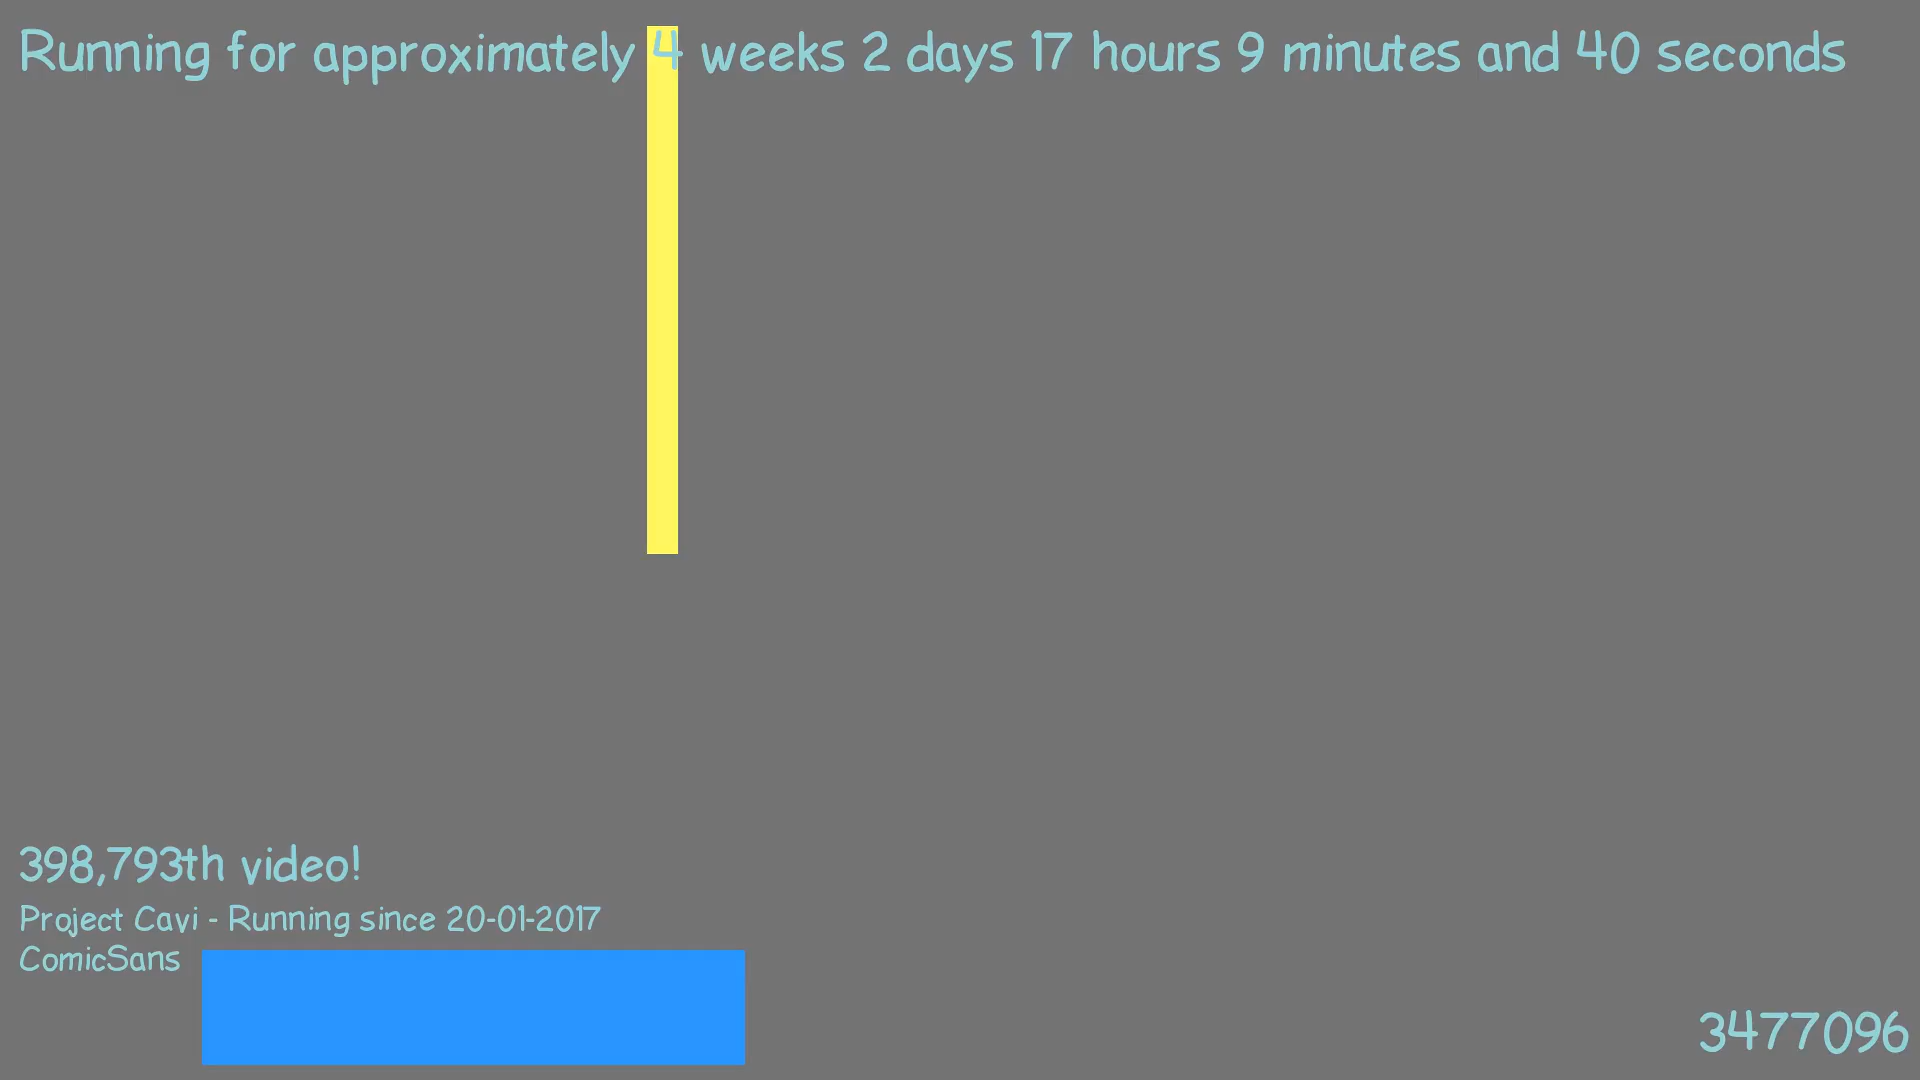 Running for approximately 4 weeks 2 days 17 hours 9 minutes and 40 seconds
398,793th video!
Project Cavi - Running since 20-01-2017
ComicSans
3477096